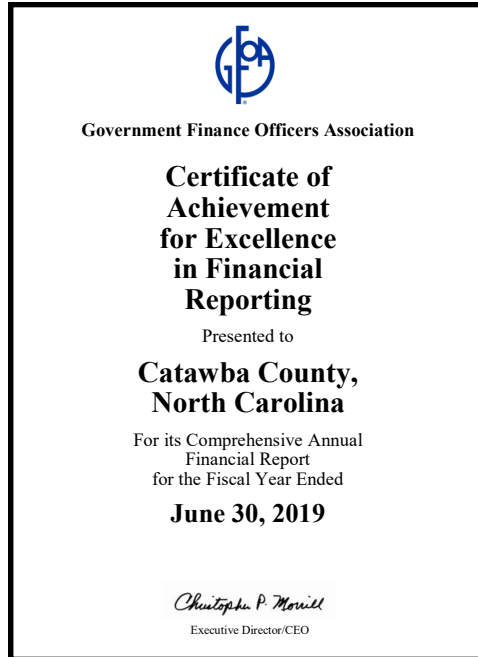 GFOA
Government Finance Officers Association
Certificate of
Achievement
for Excellence
in Financial
Reporting
Presented to
Catawba County,
North Carolina
For its Comprehensive Annual
Financial Report
for the Fiscal Year Ended
June 30, 2019
Christopher P. Morrill
Executive Director/CEO